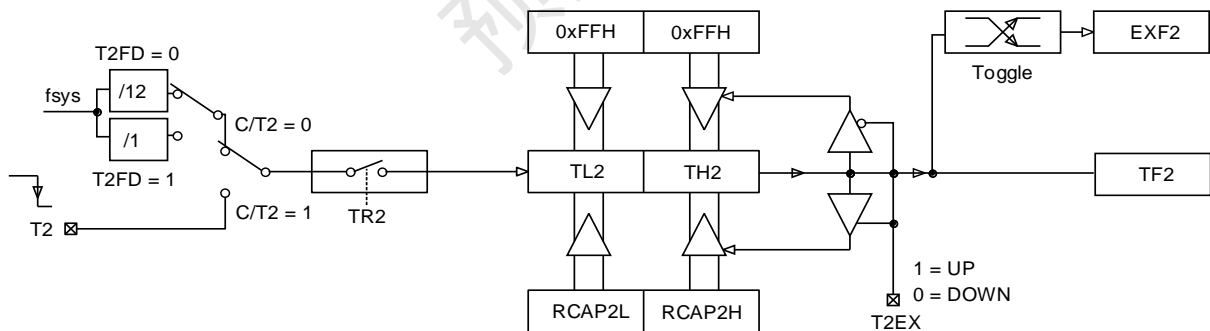 0xFFH
0xFFH
EXF2
Toggle
T2FD = 0
/12
fsys
/1
T2FD = 1
C/T2 = 0
C/T2 = 1
TR2
T2
TL2
TH2
TF2
RCAP2L
RCAP2H
1 = UP
0 = DOWN
T2EX
预